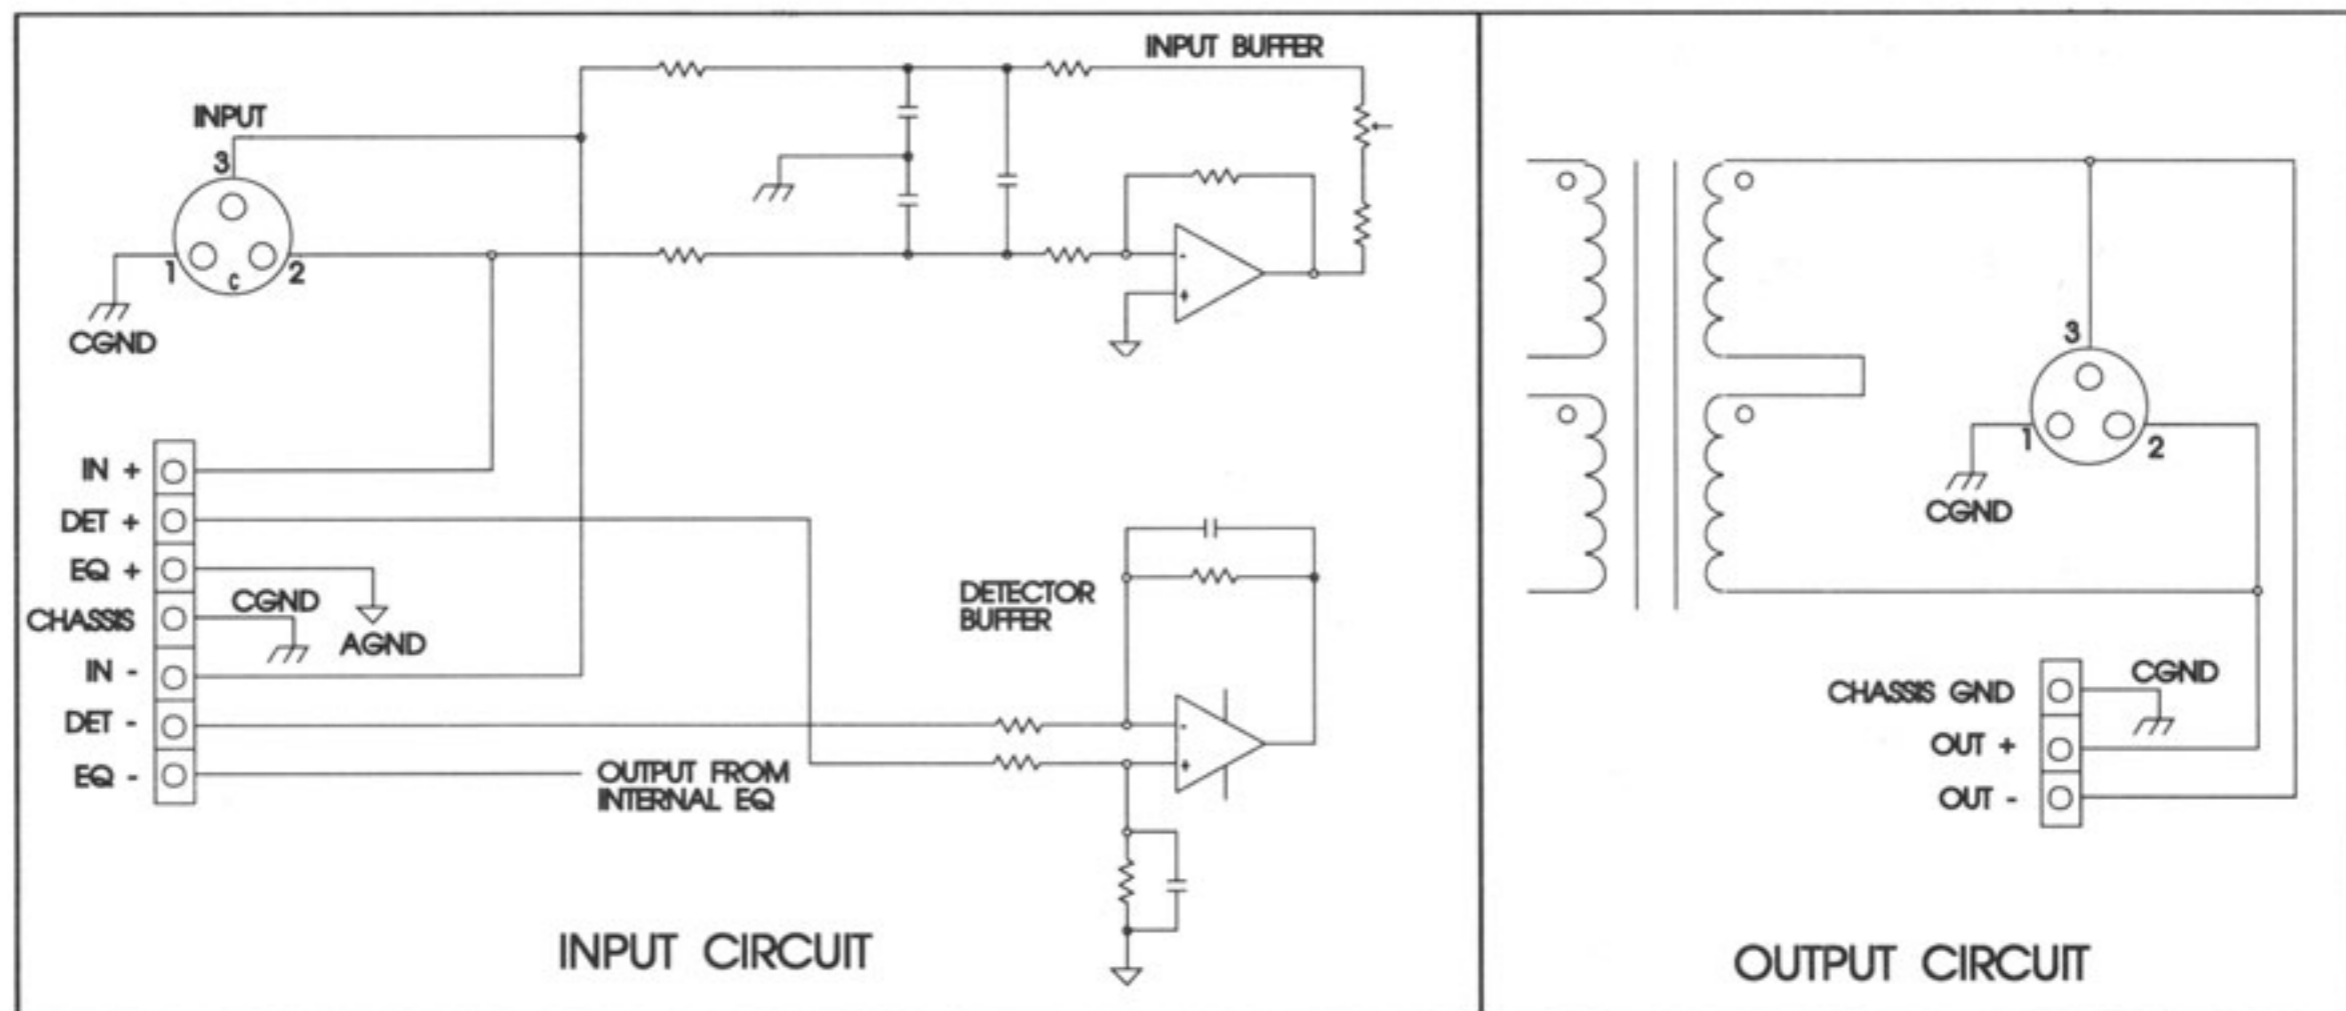 INPUT BUFFER
INPUT
3
1
C
2
CGND
-
+
IN +
DET +
EQ +
CHASSIS
IN -
DET -
EQ -
CGND
AGND
OUTPUT FROM
INTERNAL EQ
DETECTOR
BUFFER
-
+
INPUT CIRCUIT
3
1
2
CGND
CHASSIS GND
OUT +
OUT -
CGND
OUTPUT CIRCUIT